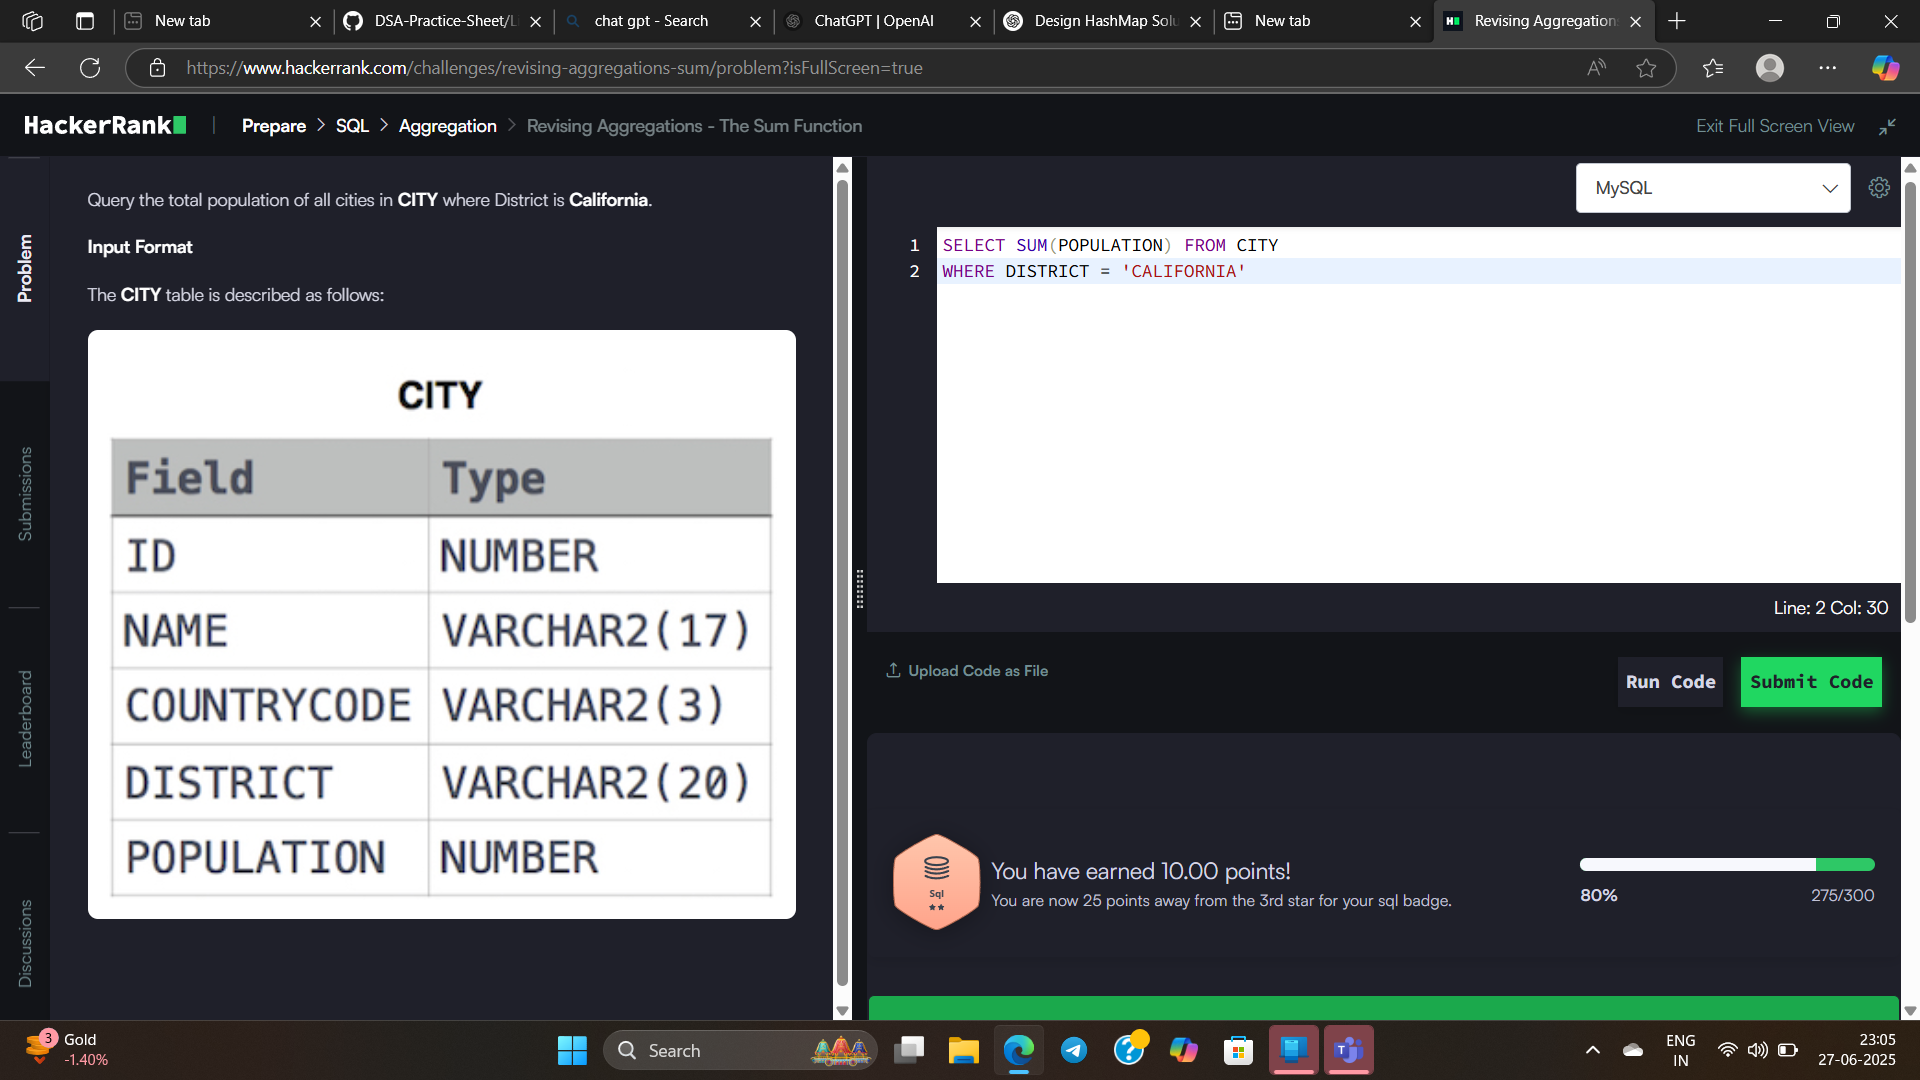 New tab
DSA-Practice-Sheet/L
chat gpt - Search
ChatGPT | OpenAI
Design HashMap Solu
New tab
Revising Aggregation
https://www.hackerrank.com/challenges/revising-aggregations-sum/problem?isFullScreen=true
HackerRank
Prepare > SQL > Aggregation > Revising Aggregations - The Sum Function
Exit Full Screen View
Problem
Submissions
Leaderboard
Discussions
Query the total population of all cities in CITY where District is California.
Input Format
The CITY table is described as follows:
CITY
Field Type
ID NUMBER
NAME VARCHAR2(17)
COUNTRYCODE VARCHAR2(3)
DISTRICT VARCHAR2(20)
POPULATION NUMBER
MySQL
1 SELECT SUM(POPULATION) FROM CITY
2 WHERE DISTRICT = 'CALIFORNIA'
Line: 2 Col: 30
Upload Code as File
Run Code
Submit Code
Sql
You have earned 10.00 points!
You are now 25 points away from the 3rd star for your sql badge.
80%
275/300
3
Gold
-1.40%
Search
ENG
IN
23:05
27-06-2025